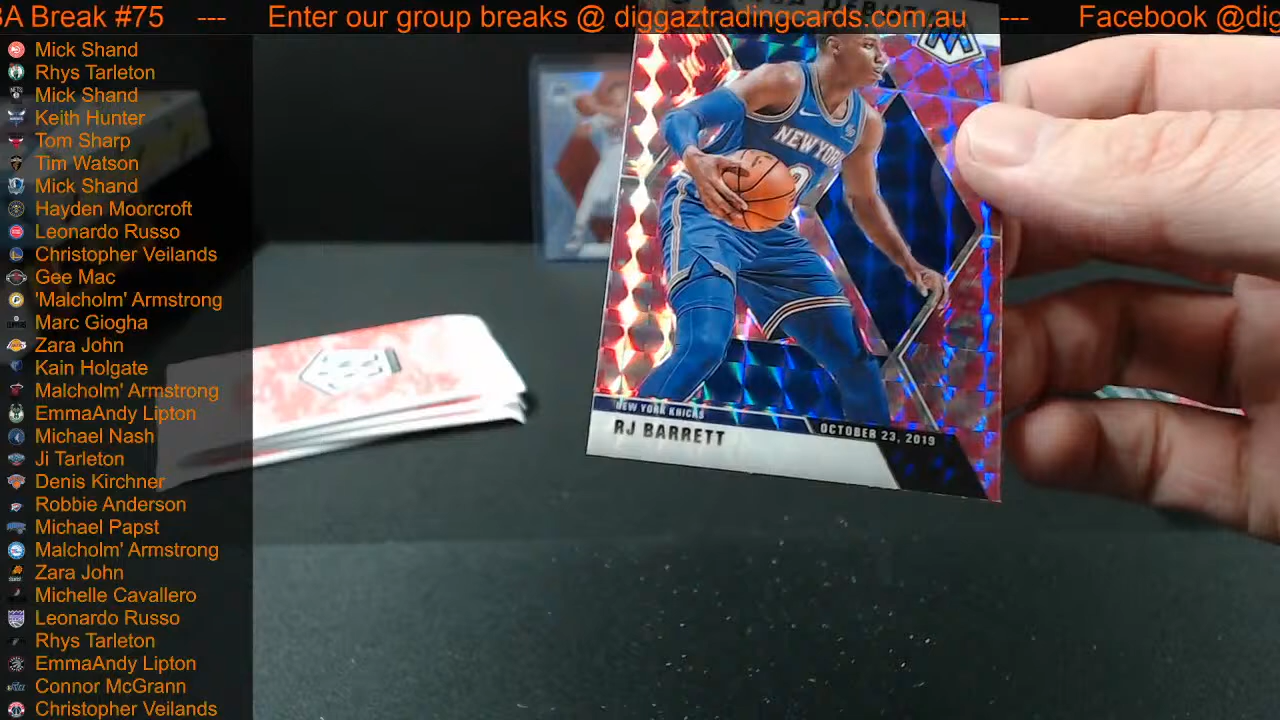 BA Break #75 --- Enter our group breaks @ diggaztradingcards.com.au --- Facebook @dig
Mick Shand
Rhys Tarleton
Mick Shand
Keith Hunter
Tom Sharp
Tim Watson
Mick Shand
Hayden Moorcroft
Leonardo Russo
Christopher Veilands
Gee Mac
'Malcholm' Armstrong
Marc Giogha
Zara John
Kain Holgate
Malcholm' Armstrong
EmmaAndy Lipton
Michael Nash
Ji Tarleton
Denis Kirchner
Robbie Anderson
Michael Papst
Malcholm' Armstrong
Zara John
Michelle Cavallero
Leonardo Russo
Rhys Tarleton
EmmaAndy Lipton
Connor McGrann
Christopher Veilands
NEW YORK
NEW YORK KNICKS
RJ BARRETT
OCTOBER 23, 2019